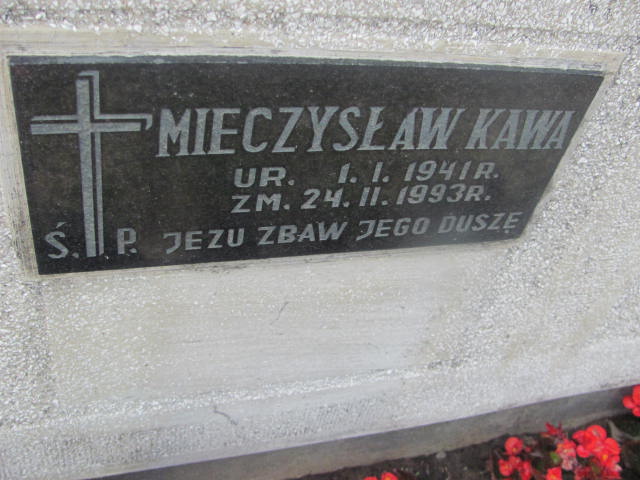 MIECZYSŁAW KAWA
UR. 1. 1. 1941 R.
ZM. 24. 11. 1993 R.
Ś. P. JEZU ZBAW JEGO DUSZĘ